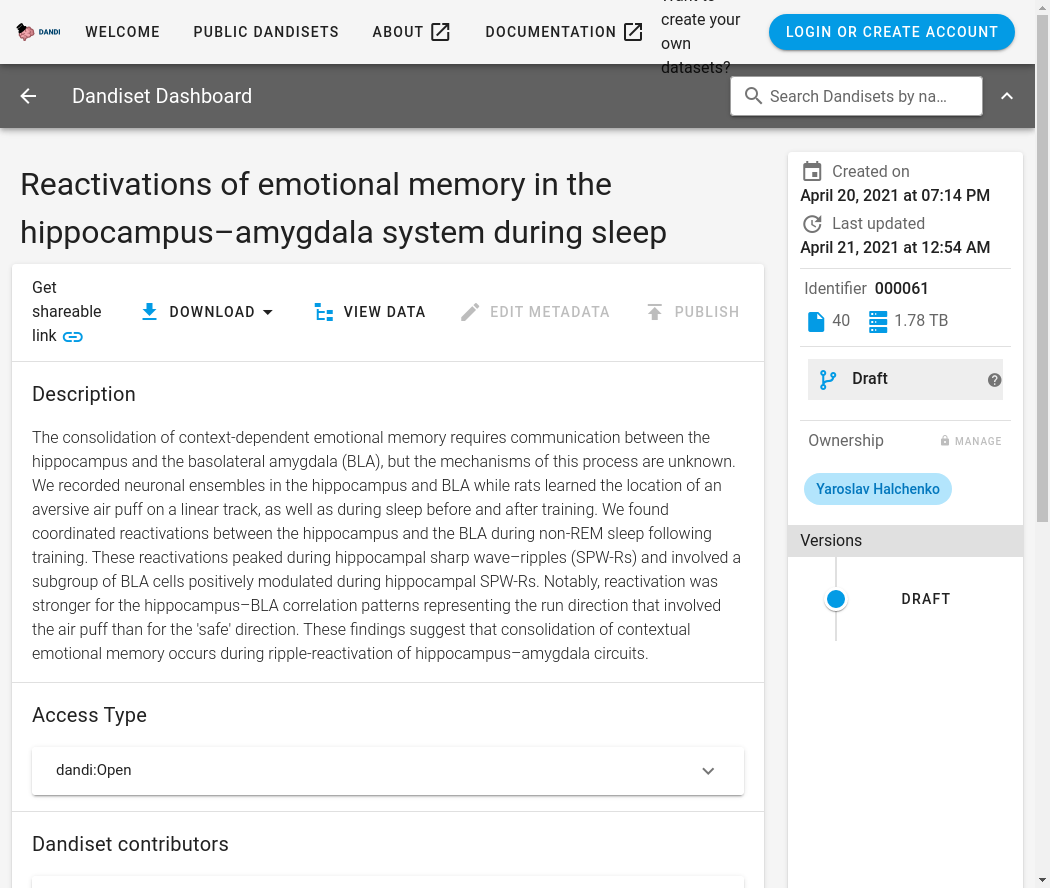 DANDI
WELCOME
PUBLIC DANDISETS
ABOUT
DOCUMENTATION
create your
own
datasets?
LOGIN OR CREATE ACCOUNT
Dandiset Dashboard
Search Dandisets by na…
Reactivations of emotional memory in the
hippocampus–amygdala system during sleep
Get
shareable
link
DOWNLOAD
VIEW DATA
EDIT METADATA
PUBLISH
Description
The consolidation of context-dependent emotional memory requires communication between the
hippocampus and the basolateral amygdala (BLA), but the mechanisms of this process are unknown.
We recorded neuronal ensembles in the hippocampus and BLA while rats learned the location of an
aversive air puff on a linear track, as well as during sleep before and after training. We found
coordinated reactivations between the hippocampus and the BLA during non-REM sleep following
training. These reactivations peaked during hippocampal sharp wave–ripples (SPW-Rs) and involved a
subgroup of BLA cells positively modulated during hippocampal SPW-Rs. Notably, reactivation was
stronger for the hippocampus–BLA correlation patterns representing the run direction that involved
the air puff than for the 'safe' direction. These findings suggest that consolidation of contextual
emotional memory occurs during ripple-reactivation of hippocampus–amygdala circuits.
Access Type
dandi:Open
Dandiset contributors
Created on
April 20, 2021 at 07:14 PM
Last updated
April 21, 2021 at 12:54 AM
Identifier 000061
40 1.78 TB
Draft
Ownership
MANAGE
Yaroslav Halchenko
Versions
DRAFT